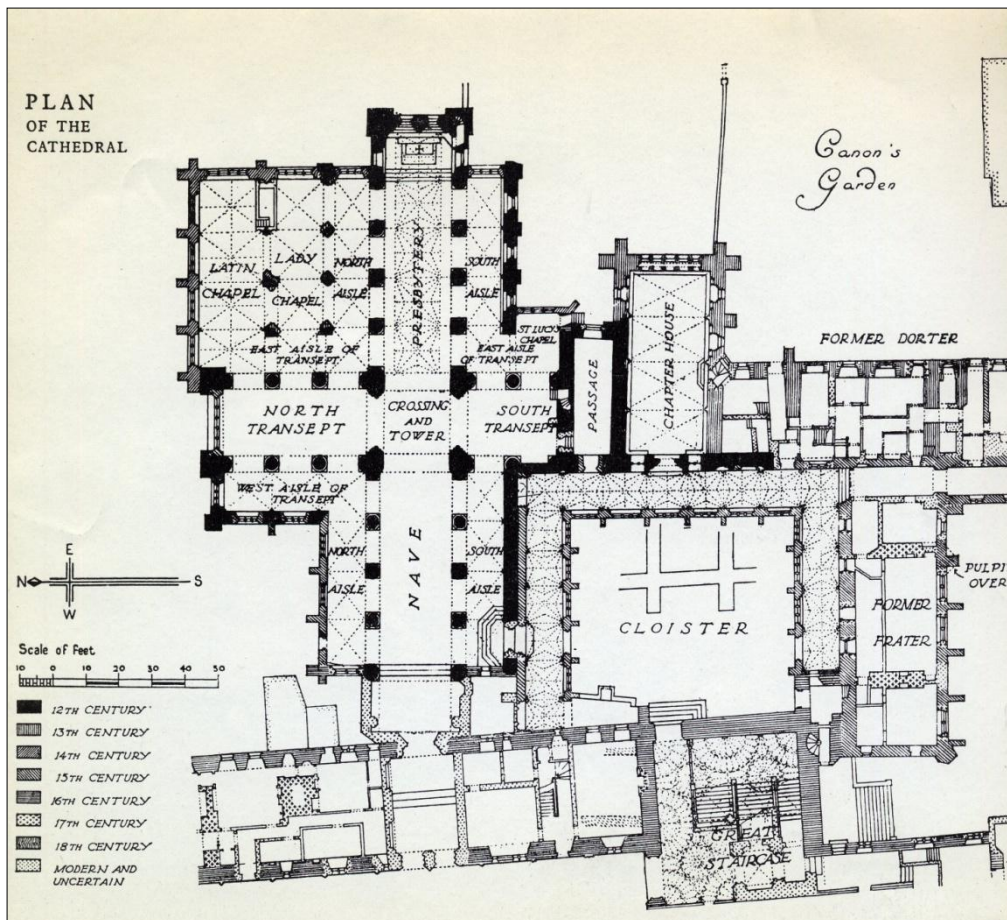 PLAN
OF THE
CATHEDRAL
Canon's
Garden
LATIN
CHAPEL
LADY
CHAPEL
NORTH
AISLE
PRESBYTERY
SOUTH
AISLE
EAST AISLE OF
TRANSEPT
ST LUCY'S
CHAPEL
EAST AISLE
OF TRANSEPT
PASSAGE
CHAPTER HOUSE
FORMER DORTER
NORTH
TRANSEPT
CROSSING
AND
TOWER
SOUTH
TRANSEPT
WEST AISLE OF
TRANSEPT
NORTH
AISLE
NAVE
SOUTH
AISLE
CLOISTER
FORMER
FRATER
PULPI
OVER
E
N S
W
Scale of Feet
10 0 10 20 30 40 50
12TH CENTURY
13TH CENTURY
14TH CENTURY
15TH CENTURY
16TH CENTURY
17TH CENTURY
18TH CENTURY
MODERN AND
UNCERTAIN
GREAT
STAIRCASE